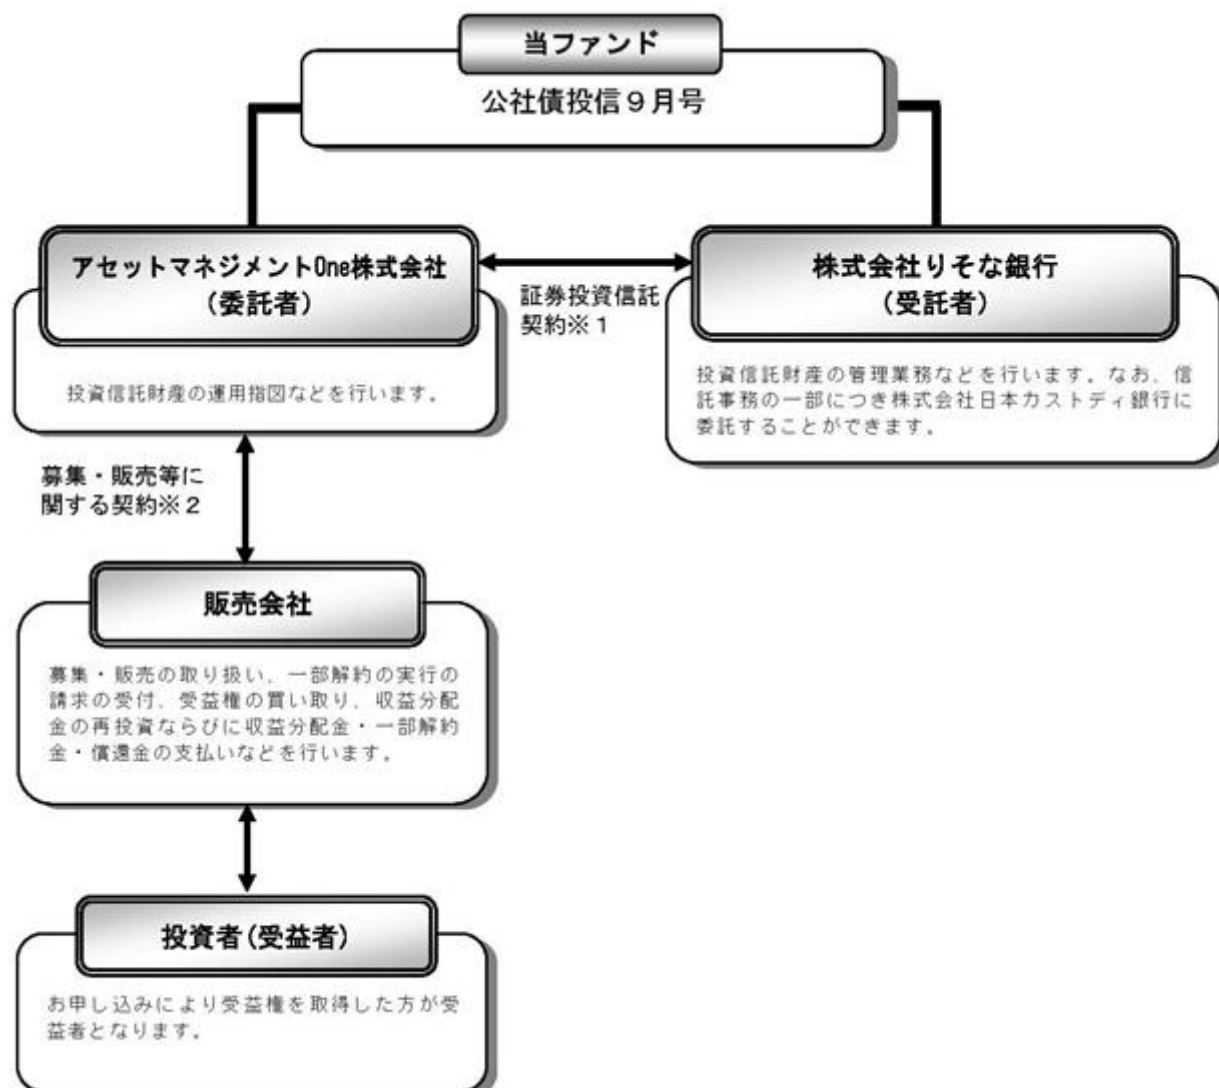 当ファンド
公社債投信９月号
アセットマネジメントOne株式会社
(委託者)
投資信託財産の運用指図などを行います。
証券投資信託
契約※１
株式会社りそな銀行
(受託者)
投資信託財産の管理業務などを行います。なお、信
託事務の一部につき株式会社日本カストディ銀行に
委託することができます。
募集・販売等に
関する契約※２
販売会社
募集・販売の取り扱い、一部解約の実行の
請求の受付、受益権の買い取り、収益分配
金の再投資ならびに収益分配金・一部解約
金・償還金の支払いなどを行います。
投資者(受益者)
お申し込みにより受益権を取得した方が受
益者となります。